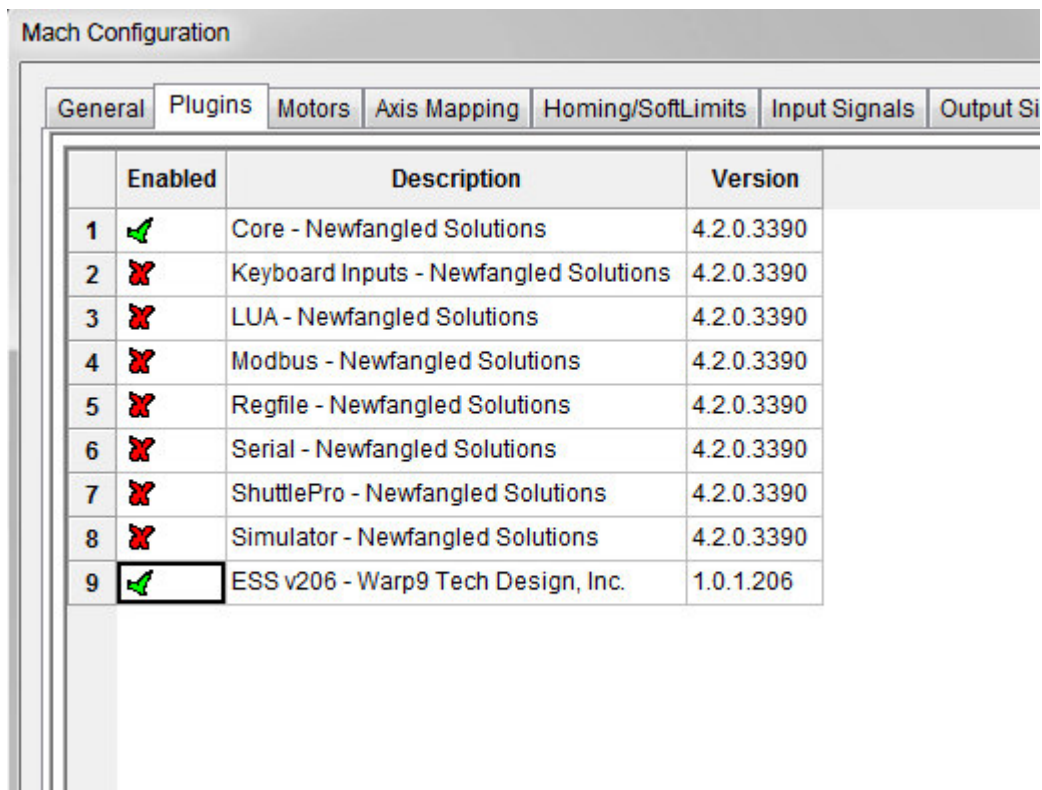 Mach Configuration
General Plugins Motors Axis Mapping Homing/SoftLimits Input Signals Output Si
Enabled Description Version
1 Core - Newfangled Solutions 4.2.0.3390
2 Keyboard Inputs - Newfangled Solutions 4.2.0.3390
3 LUA - Newfangled Solutions 4.2.0.3390
4 Modbus - Newfangled Solutions 4.2.0.3390
5 Regfile - Newfangled Solutions 4.2.0.3390
6 Serial - Newfangled Solutions 4.2.0.3390
7 ShuttlePro - Newfangled Solutions 4.2.0.3390
8 Simulator - Newfangled Solutions 4.2.0.3390
9 ESS v206 - Warp9 Tech Design, Inc. 1.0.1.206